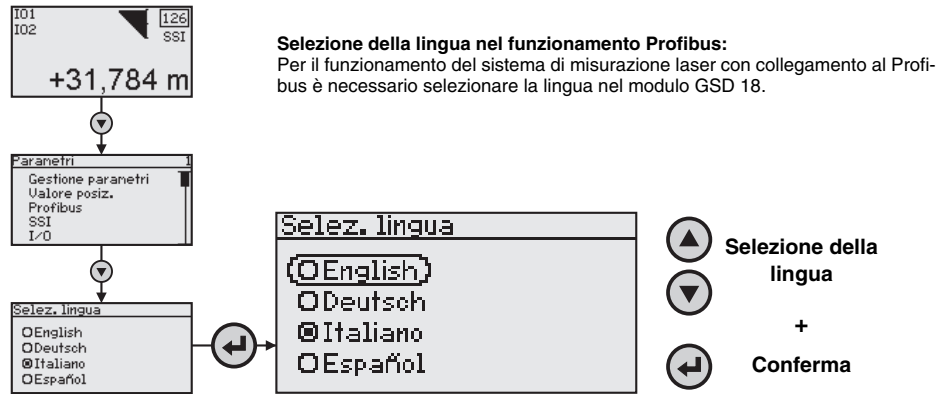 IO1
IO2
126
SSI
+31,784 m
Selezione della lingua nel funzionamento Profibus:
Per il funzionamento del sistema di misurazione laser con collegamento al Profi-
bus è necessario selezionare la lingua nel modulo GSD 18.
Parametri 1
Gestione parametri
Valore posiz.
Profibus
SSI
I/O
Selez. lingua
English
Deutsch
Italiano
Español
Selez. lingua
English
Deutsch
Italiano
Español
Selezione della
lingua
+
Conferma